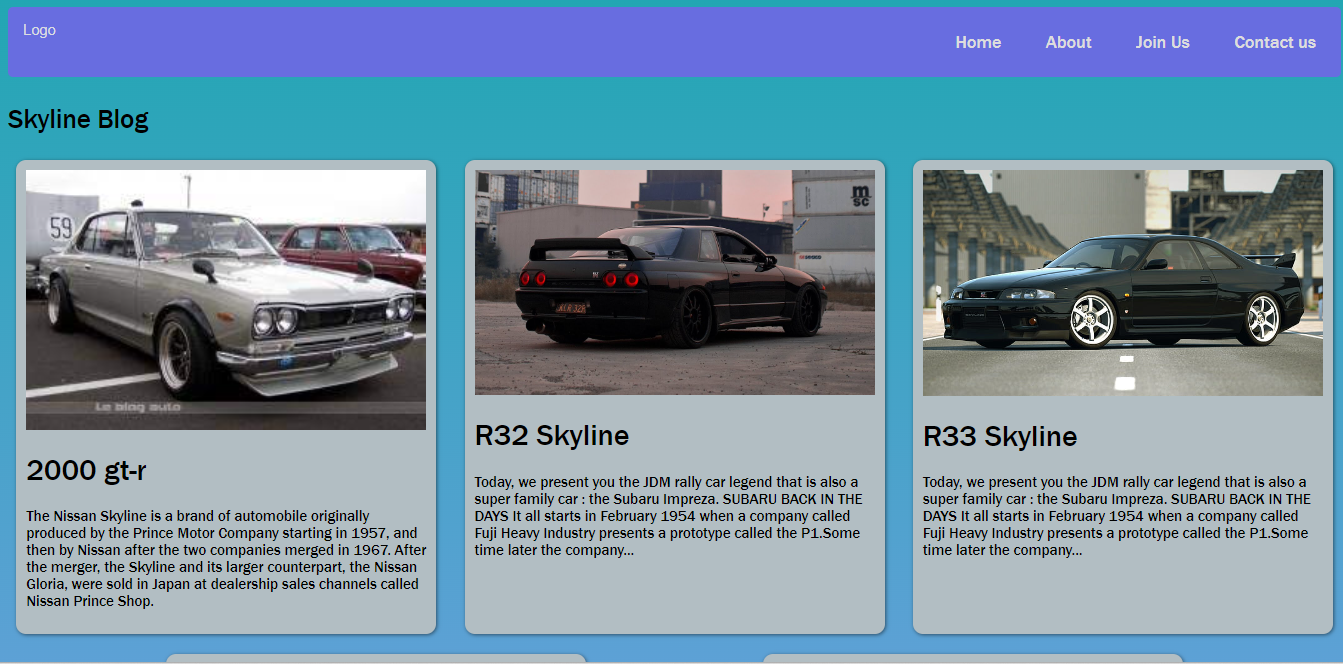 Logo
Home About Join Us Contact us
Skyline Blog
59
Le blog auto
2000 gt-r
The Nissan Skyline is a brand of automobile originally
produced by the Prince Motor Company starting in 1957, and
then by Nissan after the two companies merged in 1967. After
the merger, the Skyline and its larger counterpart, the Nissan
Gloria, were sold in Japan at dealership sales channels called
Nissan Prince Shop.
m
sc
R32 Skyline
Today, we present you the JDM rally car legend that is also a
super family car : the Subaru Impreza. SUBARU BACK IN THE
DAYS It all starts in February 1954 when a company called
Fuji Heavy Industry presents a prototype called the P1.Some
time later the company...
R33 Skyline
Today, we present you the JDM rally car legend that is also a
super family car : the Subaru Impreza. SUBARU BACK IN THE
DAYS It all starts in February 1954 when a company called
Fuji Heavy Industry presents a prototype called the P1.Some
time later the company...